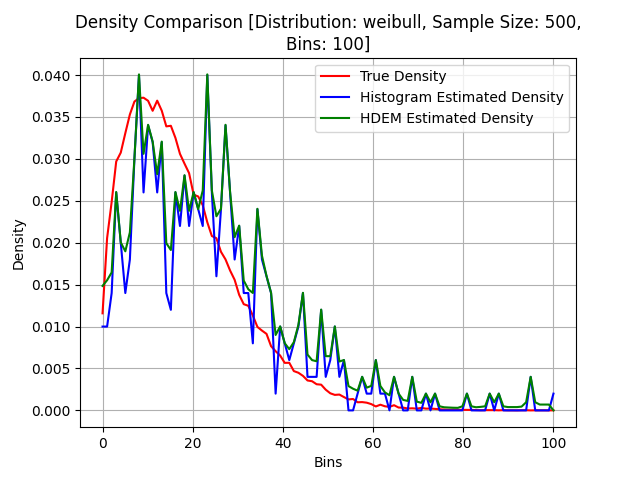 Density Comparison [Distribution: weibull, Sample Size: 500,
Bins: 100]
True Density
Histogram Estimated Density
HDEM Estimated Density
Density
0.040
0.035
0.030
0.025
0.020
0.015
0.010
0.005
0.000
0 20 40 60 80 100
Bins